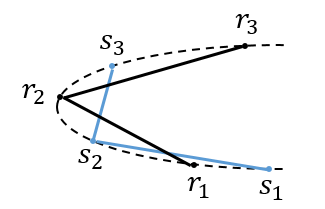 r₃
s₃
r₂
s₂
r₁
s₁